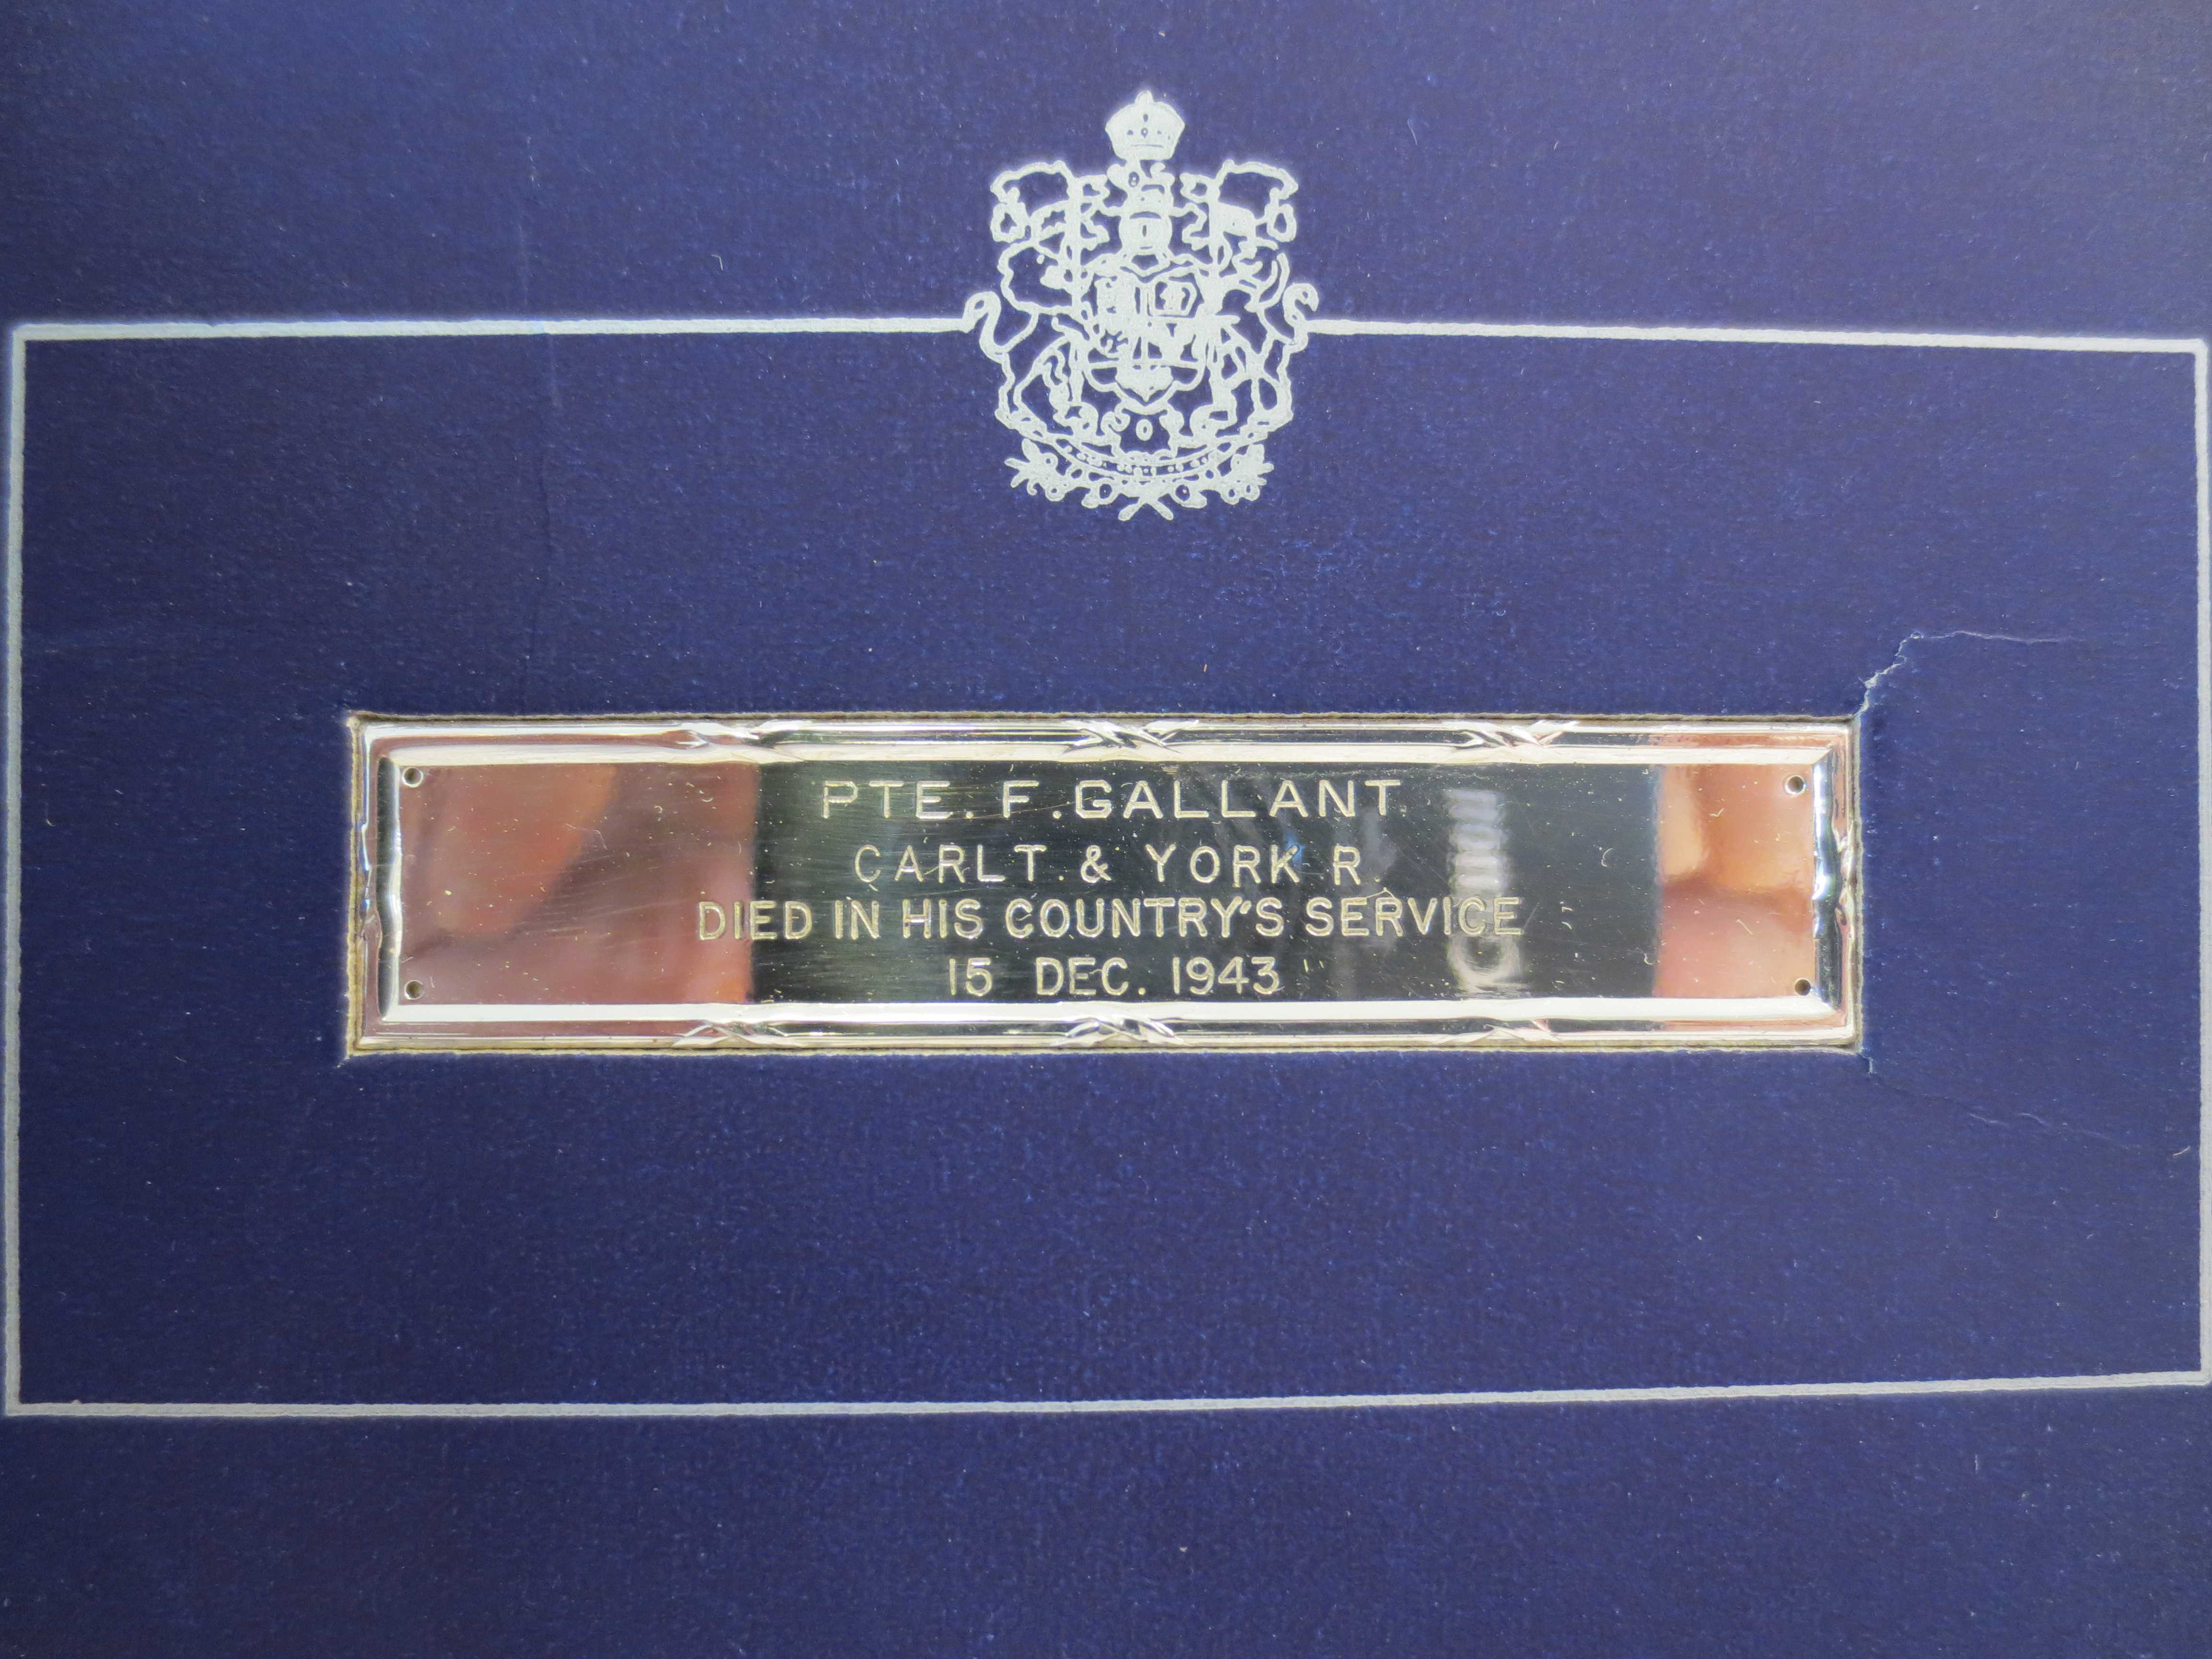 PTE. F. GALLANT
CARLT. & YORK R.
DIED IN HIS COUNTRY'S SERVICE
15 DEC. 1943